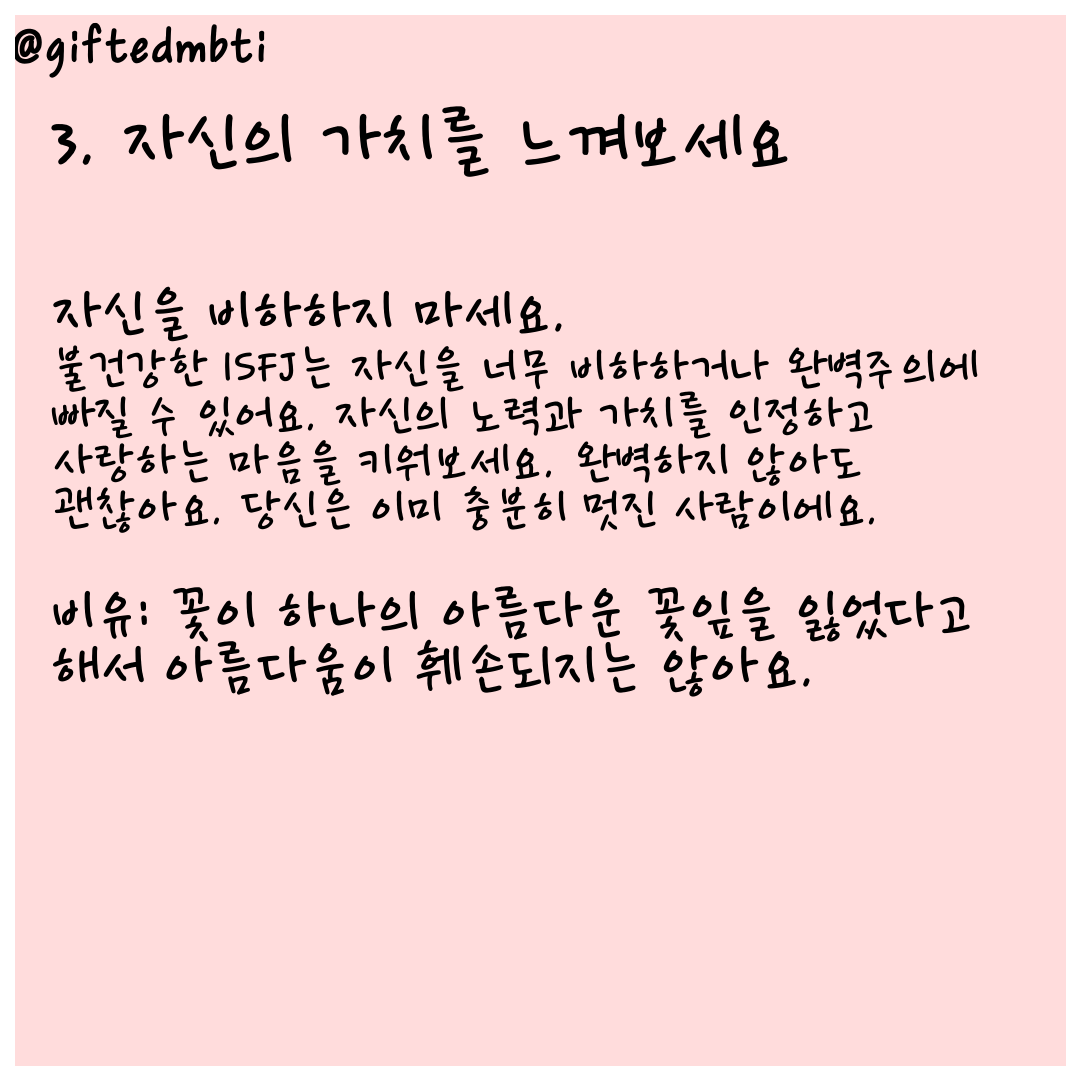 @giftedmbti
3. 자신의 가치를 느껴보세요
자신을 비하하지 마세요.
불건강한 ISFJ는 자신을 너무 비하하거나 완벽주의에
빠질 수 있어요. 자신의 노력과 가치를 인정하고
사랑하는 마음을 키워보세요. 완벽하지 않아도
괜찮아요. 당신은 이미 충분히 멋진 사람이에요.
비유: 꽃이 하나의 아름다운 꽃잎을 잃었다고
해서 아름다움이 훼손되지는 않아요.